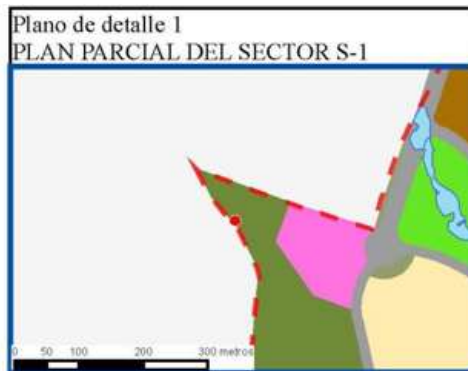 Plano de detalle 1
PLAN PARCIAL DEL SECTOR S-1
0 50 100 200 300 metros